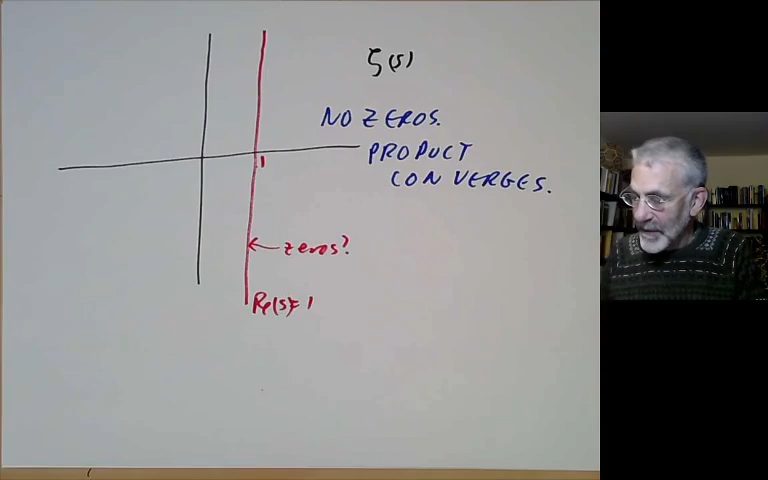 ζ(s)
NO ZEROS.
PRODUCT
CONVERGES.
1
zeros?
Re(s)=1